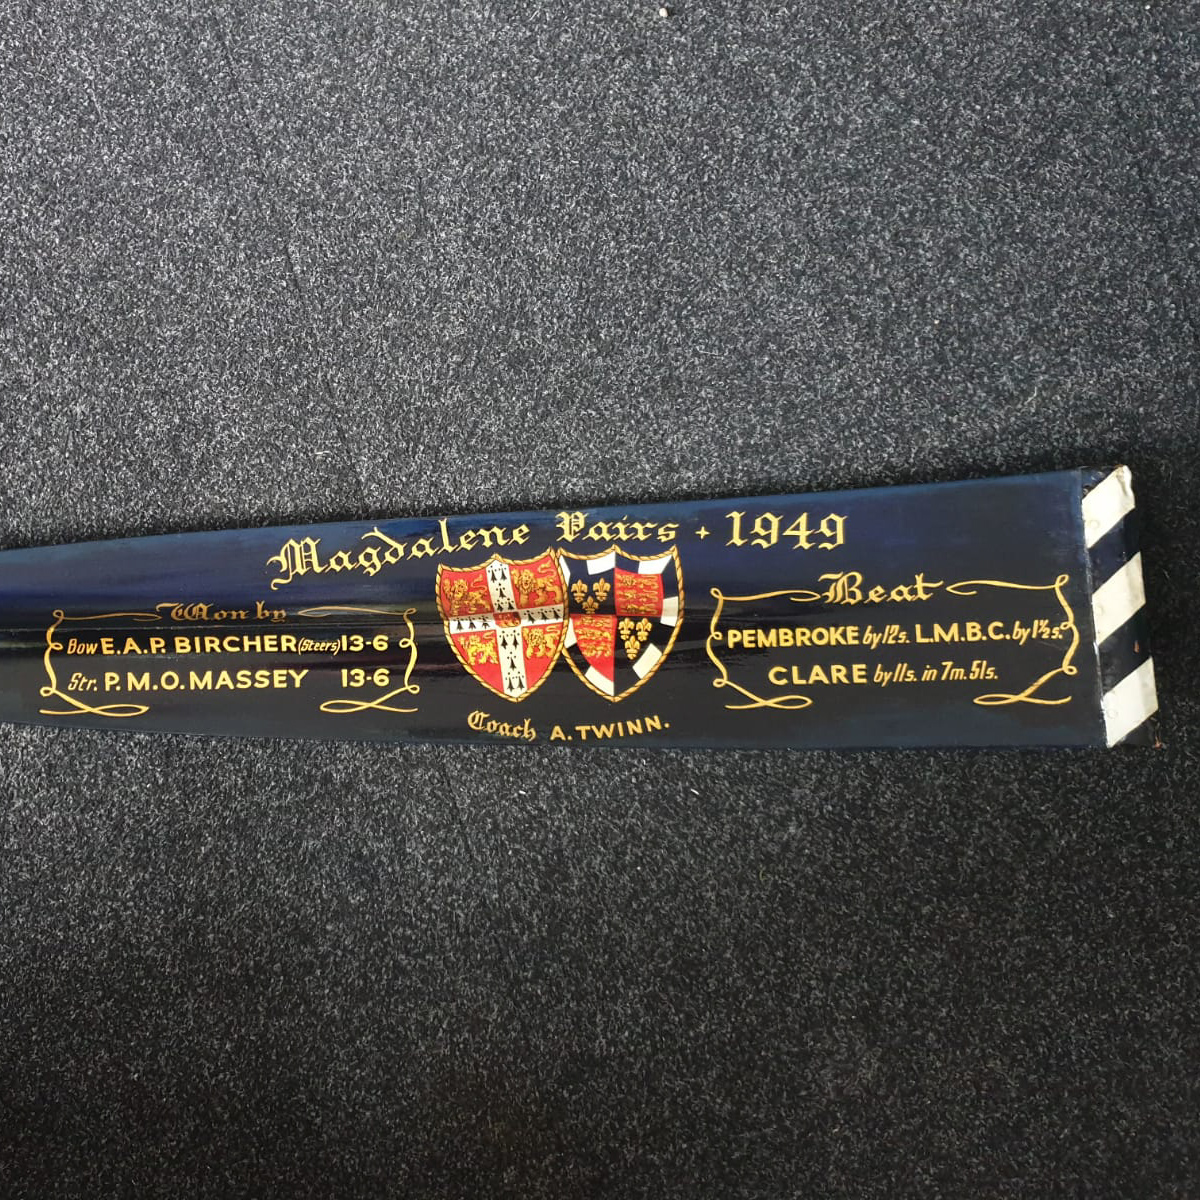 Magdalene Pairs + 1949
Won by
Bow E.A.P. BIRCHER (Steers) 13-6
Str. P.M.O. MASSEY 13-6
Coach A. TWINN.
Beat
PEMBROKE by 12s. L.M.B.C. by 1½s.
CLARE by 11s. in 7m. 51s.